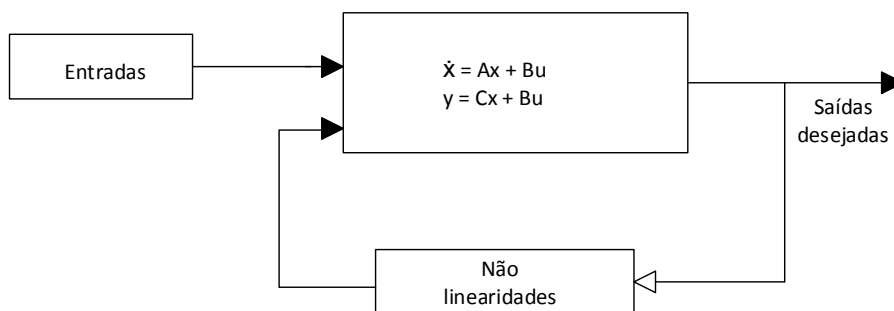 Entradas
ẋ = Ax + Bu
y = Cx + Bu
Saídas
desejadas
Não
linearidades